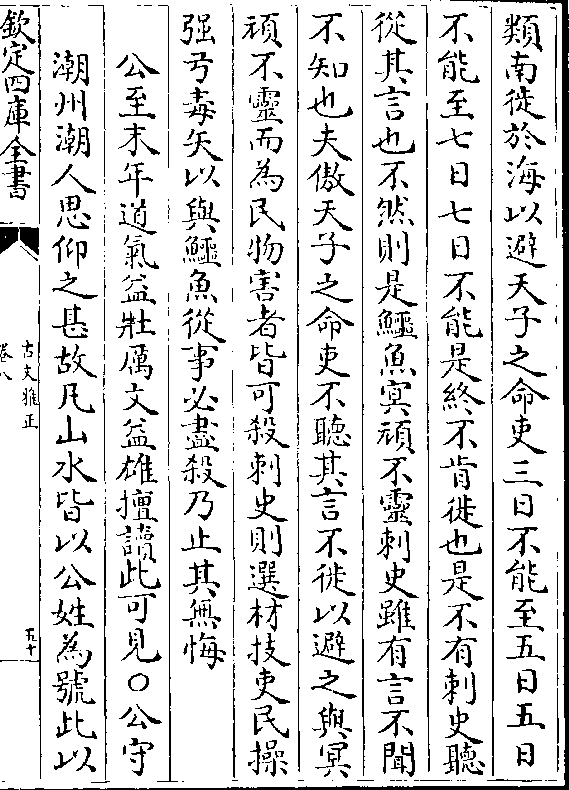 類南徙於海以避天子之命吏三日不能至五日五日
不能至七日七日不能是終不肯徙也是不有刺史聽
從其言也不然則是鱷魚冥頑不靈刺史雖有言不聞
不知也夫傲天子之命吏不聽其言不徙以避之與冥
頑不靈而為民物害者皆可殺刺史則選材技吏民操
强弓毒矢以與鱷魚從事必盡殺乃止其無悔
公至末年道氣益壯厲文益雄擅讀此可見○公守
潮州潮人思仰之甚故凡山水皆以公姓為號此以
欽定四庫全書
古文雅正
卷八
五十